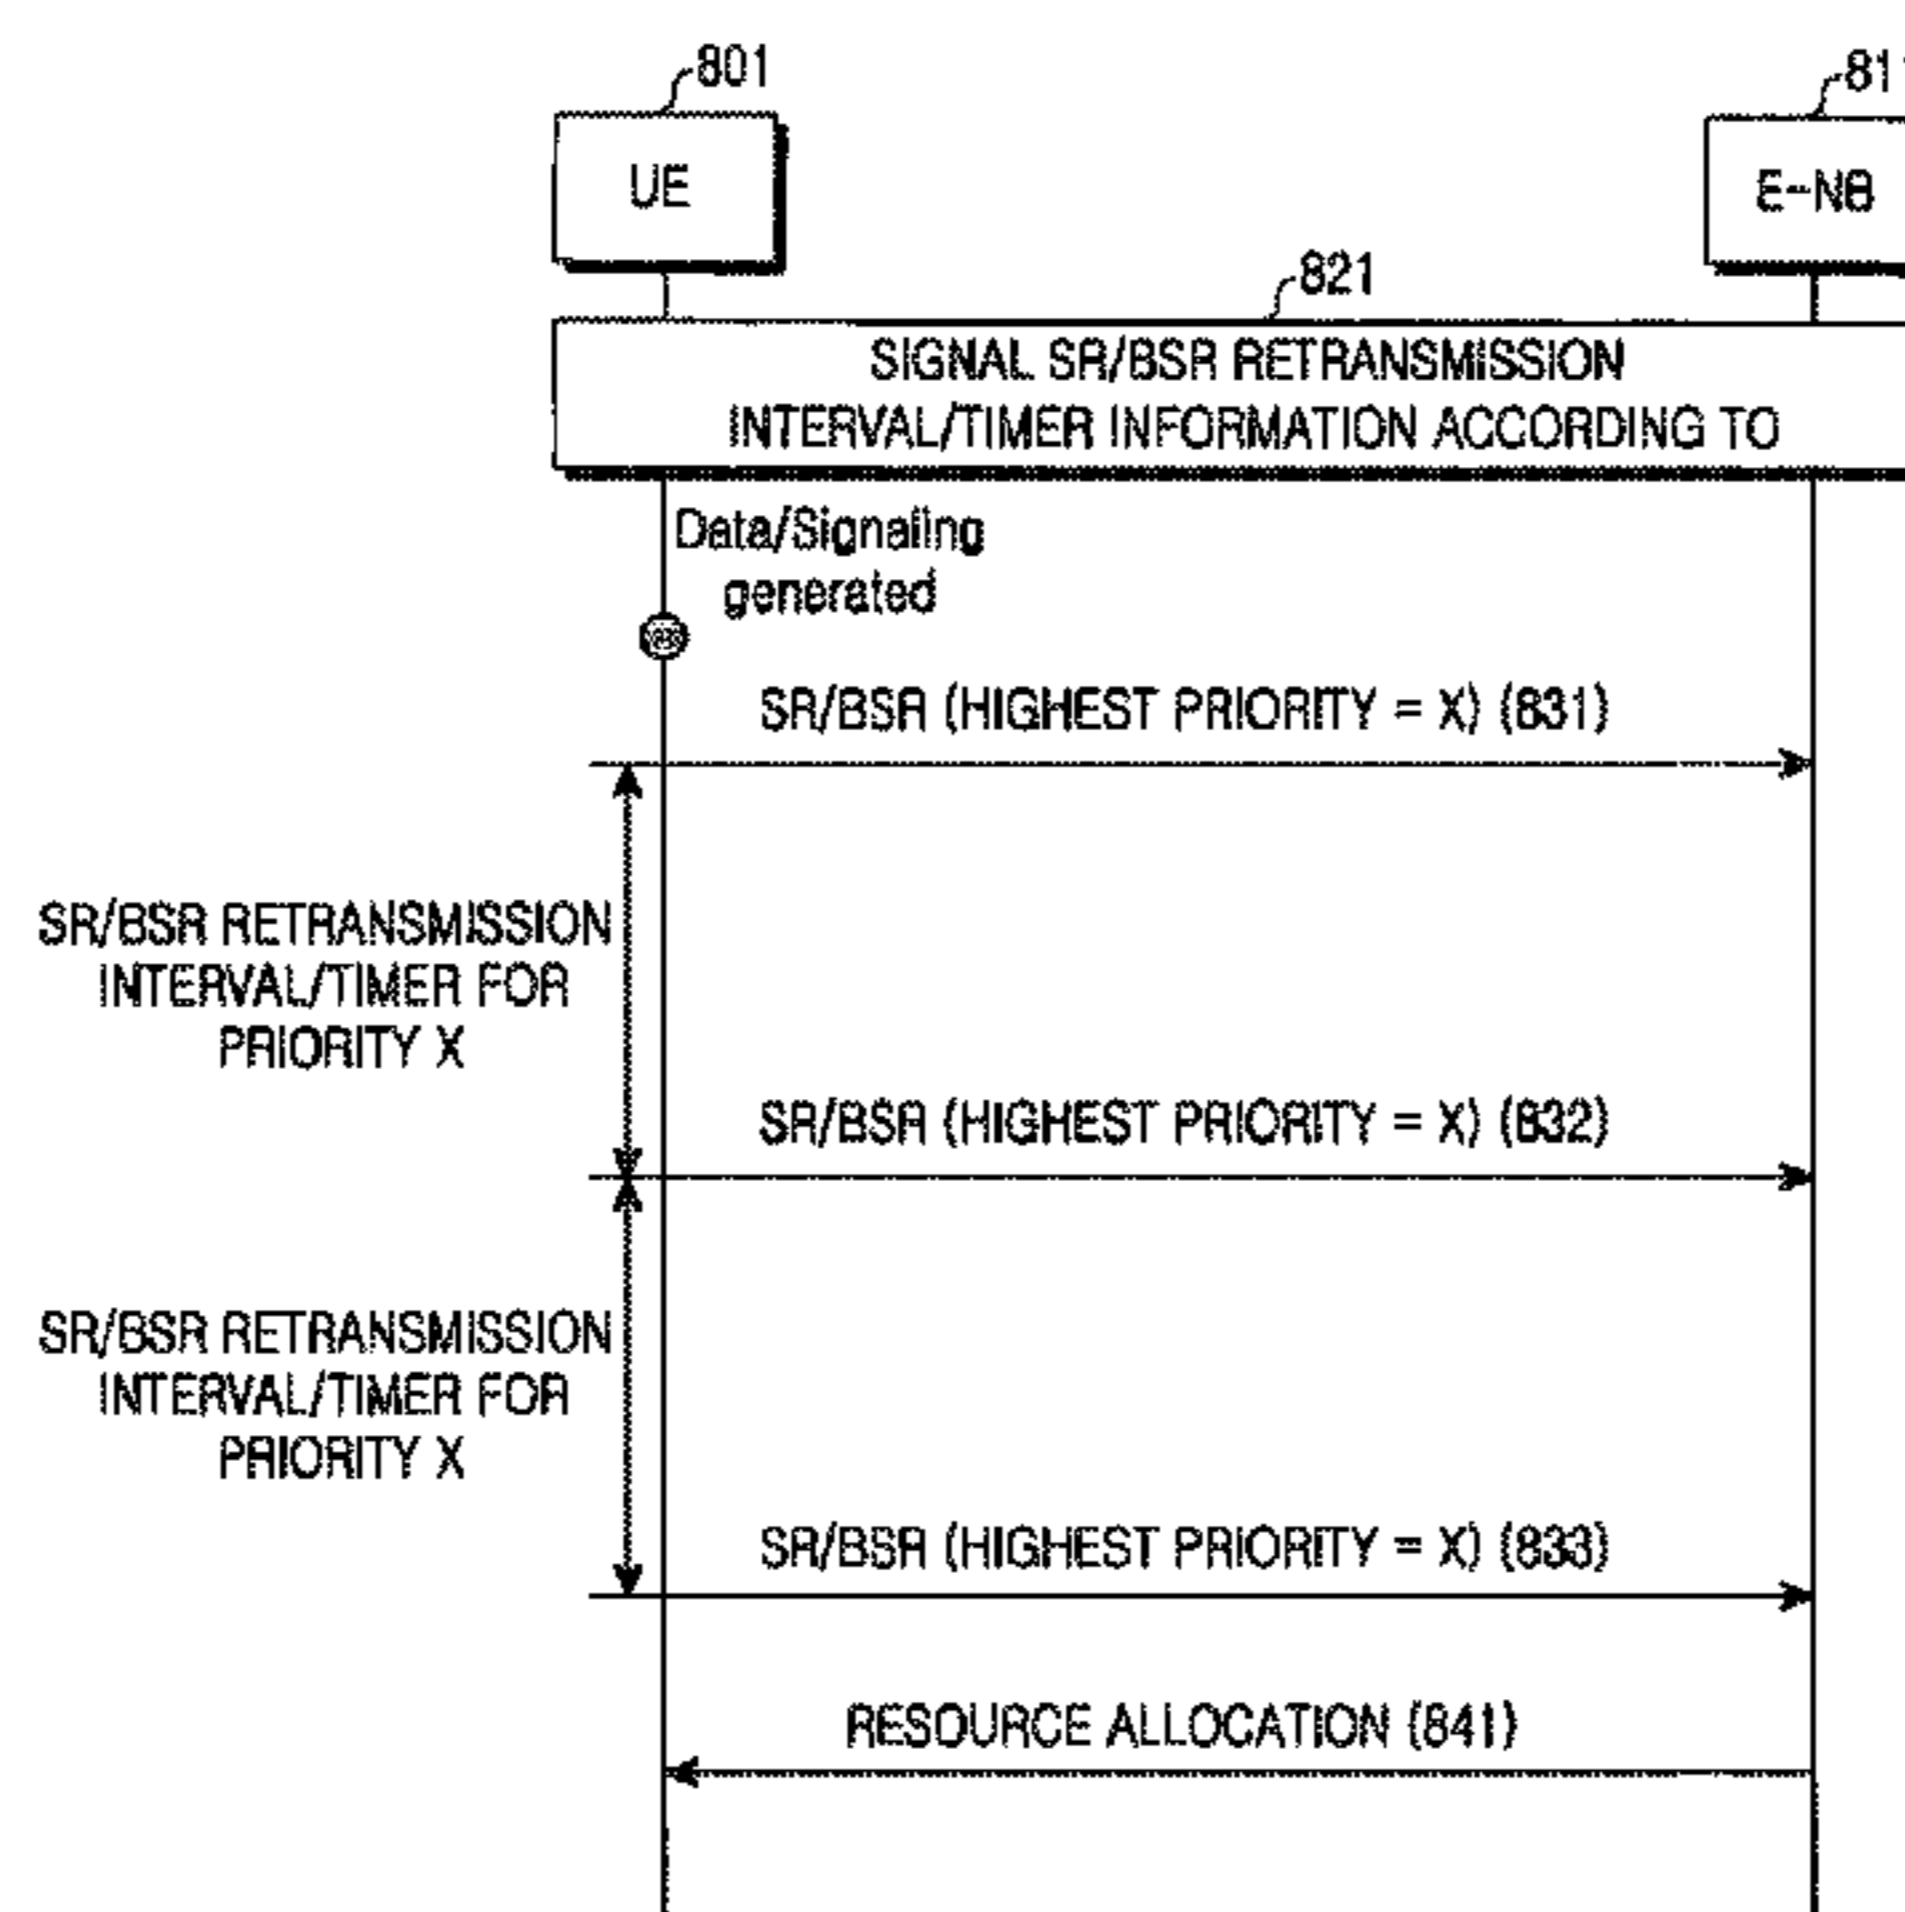 801
811
UE
E-NB
821
SIGNAL SR/BSR RETRANSMISSION
INTERVAL/TIMER INFORMATION ACCORDING TO
Data/Signaling
generated
SR/BSR (HIGHEST PRIORITY = X) (831)
SR/BSR RETRANSMISSION
INTERVAL/TIMER FOR
PRIORITY X
SR/BSR (HIGHEST PRIORITY = X) (832)
SR/BSR RETRANSMISSION
INTERVAL/TIMER FOR
PRIORITY X
SR/BSR (HIGHEST PRIORITY = X) (833)
RESOURCE ALLOCATION (841)